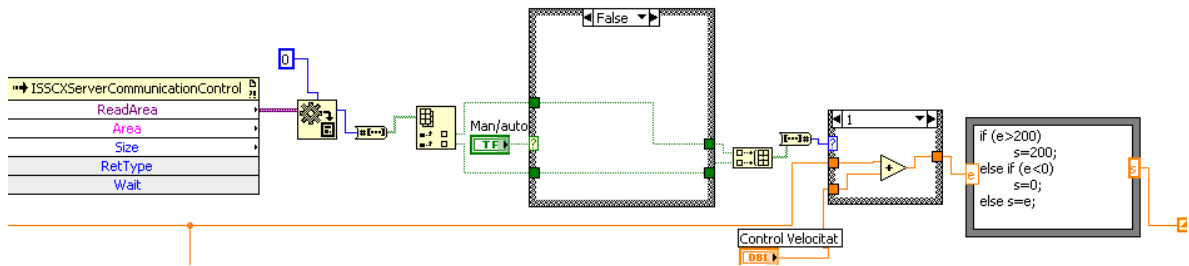 False
0
ISSCXServerCommunicationControl
ReadArea
Area
Size
RetType
Wait
Man/auto
TF
?
#[...]
[...]#
1
?
+
Control Velocitat
DBL
e
if (e>200)
s=200;
else if (e<0)
s=0;
else s=e;
s